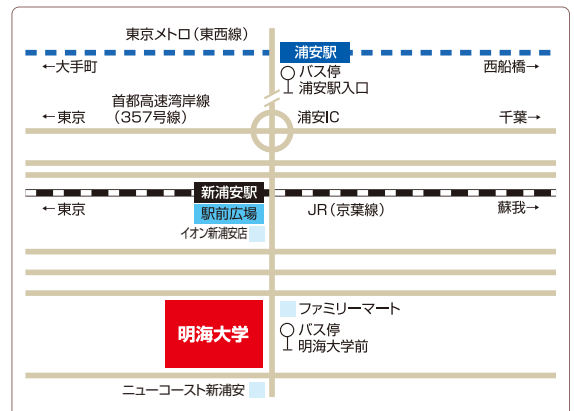 東京メトロ（東西線）
浦安駅
←大手町
バス停
浦安駅入口
西船橋→
首都高速湾岸線
（357号線）
←東京
浦安IC
千葉→
新浦安駅
←東京
駅前広場
JR（京葉線）
蘇我→
イオン新浦安店
ファミリーマート
明海大学
バス停
明海大学前
ニューコースト新浦安